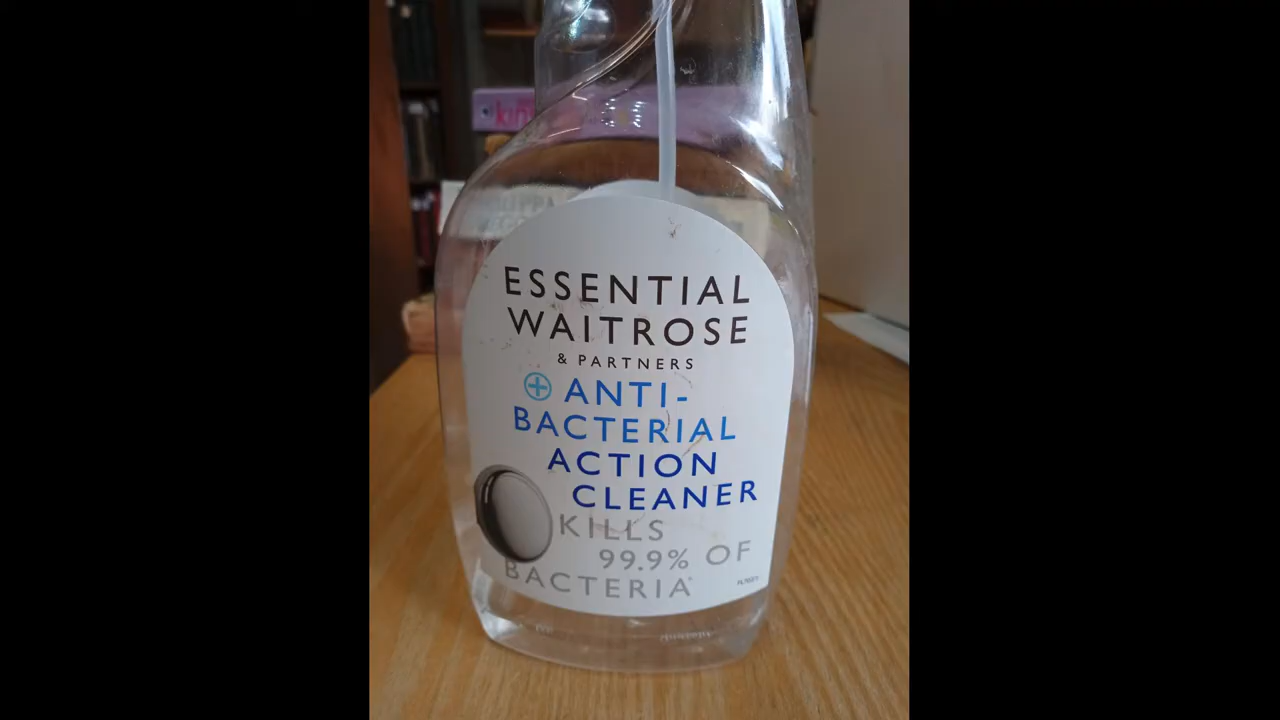 ESSENTIAL
WAITROSE
& PARTNERS
ANTI-
BACTERIAL
ACTION
CLEANER
KILLS
99.9% OF
BACTERIA*